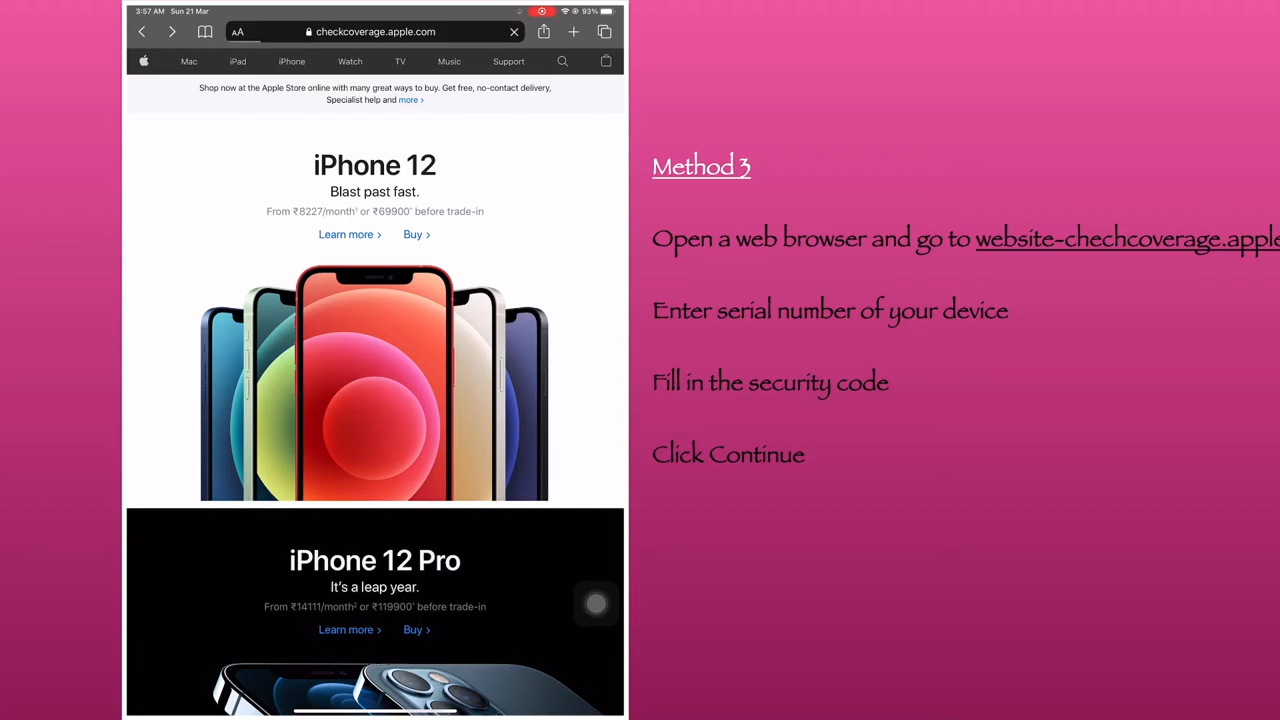 3:57 AM Sun 21 Mar 93%
AA checkcoverage.apple.com
Mac iPad iPhone Watch TV Music Support
Shop now at the Apple Store online with many great ways to buy. Get free, no-contact delivery,
Specialist help and more >
iPhone 12
Blast past fast.
From ₹8227/month¹ or ₹69900* before trade-in
Learn more > Buy >
iPhone 12 Pro
It's a leap year.
From ₹14111/month² or ₹119900* before trade-in
Learn more > Buy >
Method 3
Open a web browser and go to website-chechcoverage.apple
Enter serial number of your device
Fill in the security code
Click Continue